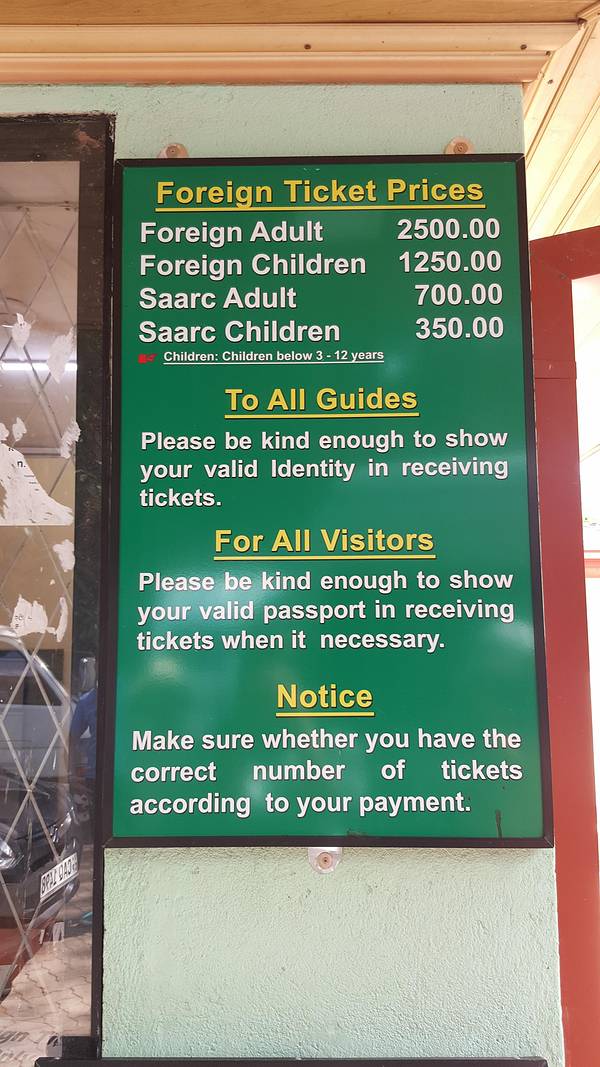 Foreign Ticket Prices
Foreign Adult 2500.00
Foreign Children 1250.00
Saarc Adult 700.00
Saarc Children 350.00
Children: Children below 3 - 12 years
To All Guides
Please be kind enough to show
your valid Identity in receiving
tickets.
For All Visitors
Please be kind enough to show
your valid passport in receiving
tickets when it necessary.
Notice
Make sure whether you have the
correct number of tickets
according to your payment.